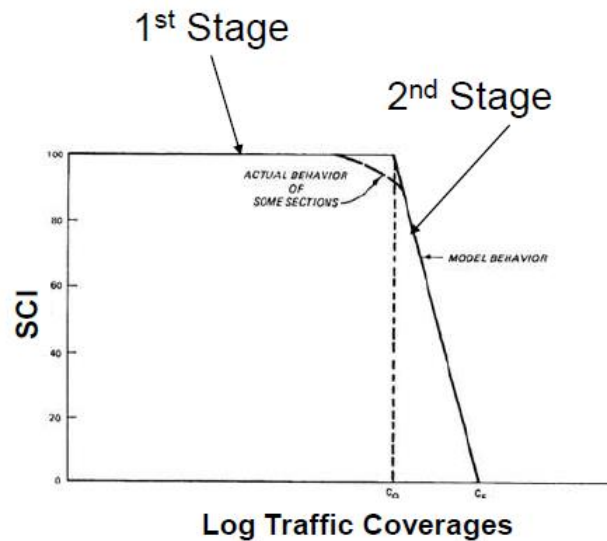 1st Stage
2nd Stage
100
ACTUAL BEHAVIOR
OF
SOME SECTIONS
80
MODEL BEHAVIOR
60
SCI
40
20
0
Log Traffic Coverages